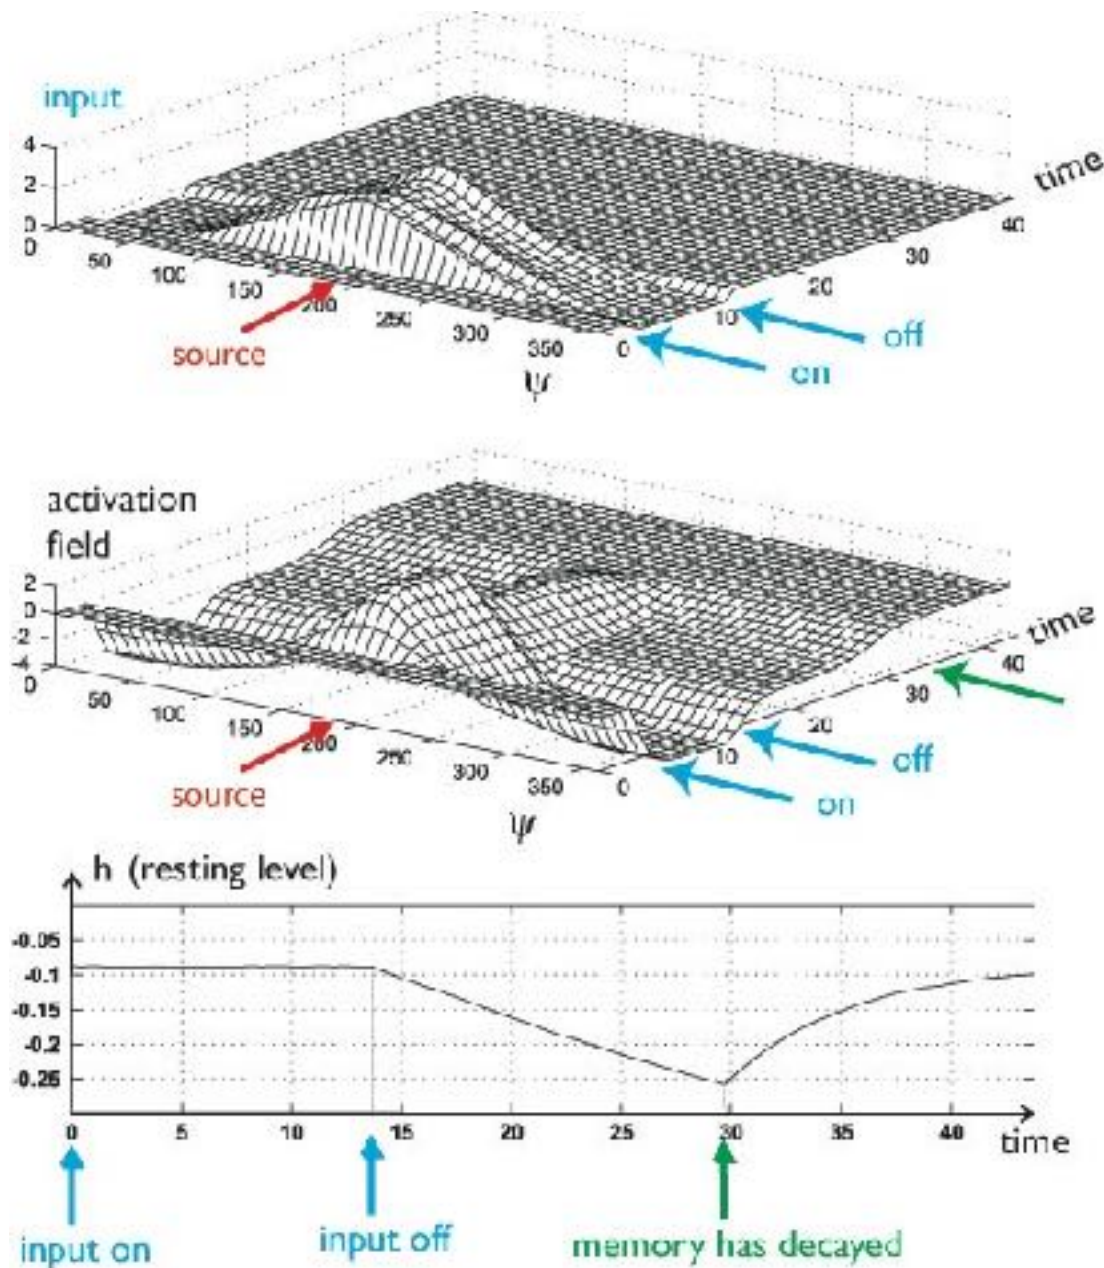 input
4
2
0
0
50
100
150
200
250
300
350
0
10
20
30
40
time
source
ψ
off
on
activation
field
2
0
-2
-4
0
50
100
150
200
250
300
350
0
10
20
30
40
time
source
ψ
off
on
h (resting level)
-0.05
-0.1
-0.15
-0.2
-0.25
0 5 10 15 20 25 30 35 40 time
input on input off memory has decayed